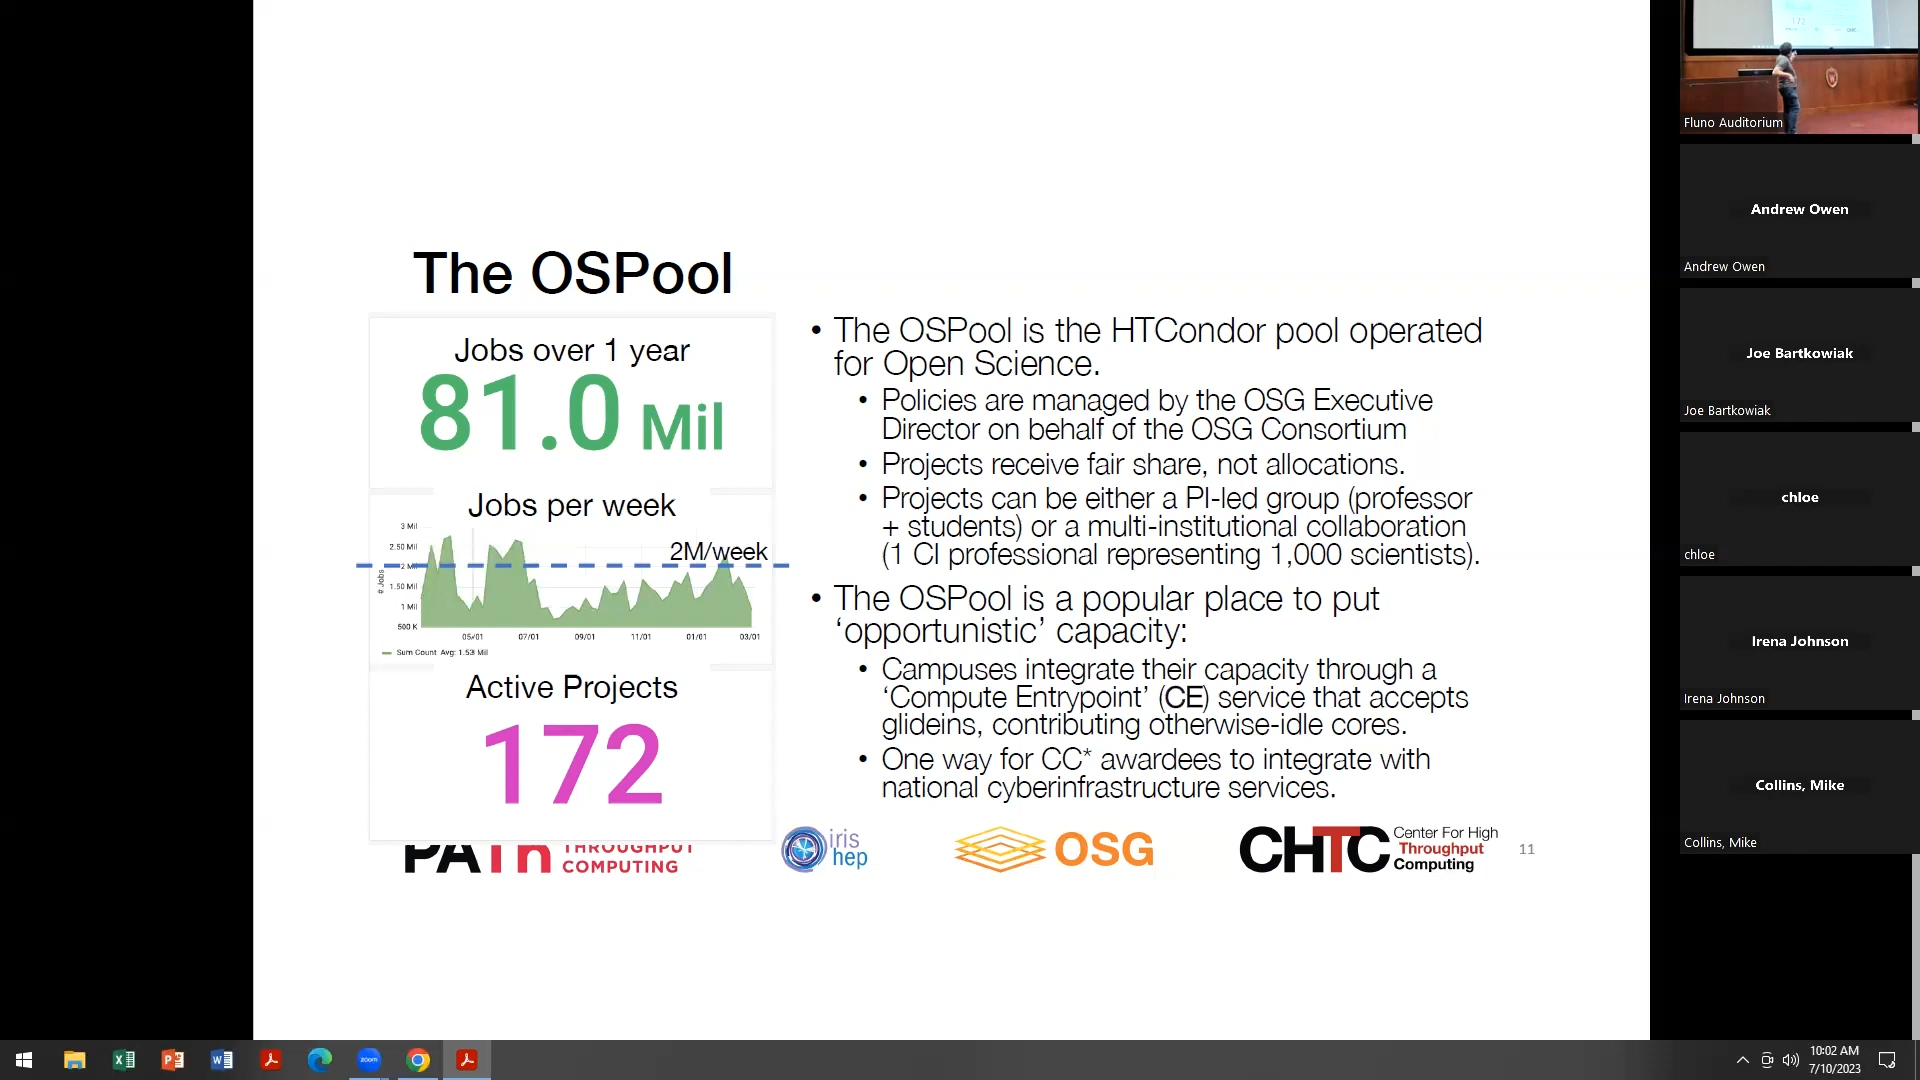 The OSPool
Jobs over 1 year
81.0 Mil
Jobs per week
3 Mil
2.50 Mil
2M/week
2 Mil
1.50 Mil
1 Mil
500 K
# Jobs
05/01 07/01 09/01 11/01 01/01 03/01
Sum Count Avg: 1.53 Mil
Active Projects
172
• The OSPool is the HTCondor pool operated
for Open Science.
• Policies are managed by the OSG Executive
Director on behalf of the OSG Consortium
• Projects receive fair share, not allocations.
• Projects can be either a PI-led group (professor
+ students) or a multi-institutional collaboration
(1 CI professional representing 1,000 scientists).
• The OSPool is a popular place to put
‘opportunistic’ capacity:
• Campuses integrate their capacity through a
‘Compute Entrypoint’ (CE) service that accepts
glideins, contributing otherwise-idle cores.
• One way for CC* awardees to integrate with
national cyberinfrastructure services.
PATh THROUGHPUT
COMPUTING
iris
hep
OSG
CHTC
Center For High
Throughput
Computing
11
172
Fluno Auditorium
Andrew Owen
Andrew Owen
Joe Bartkowiak
Joe Bartkowiak
chloe
chloe
Irena Johnson
Irena Johnson
Collins, Mike
Collins, Mike
zoom
10:02 AM
7/10/2023